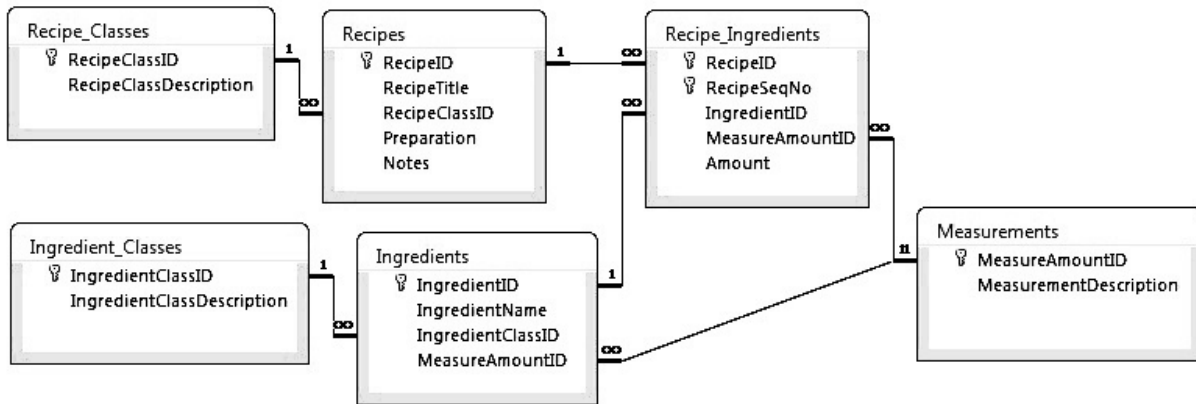 Recipe_Classes
RecipeClassID
RecipeClassDescription
1
∞
Recipes
RecipeID
RecipeTitle
RecipeClassID
Preparation
Notes
1
∞
Recipe_Ingredients
RecipeID
RecipeSeqNo
IngredientID
MeasureAmountID
Amount
∞
∞
Ingredient_Classes
IngredientClassID
IngredientClassDescription
1
∞
Ingredients
IngredientID
IngredientName
IngredientClassID
MeasureAmountID
1
∞
11
Measurements
MeasureAmountID
MeasurementDescription